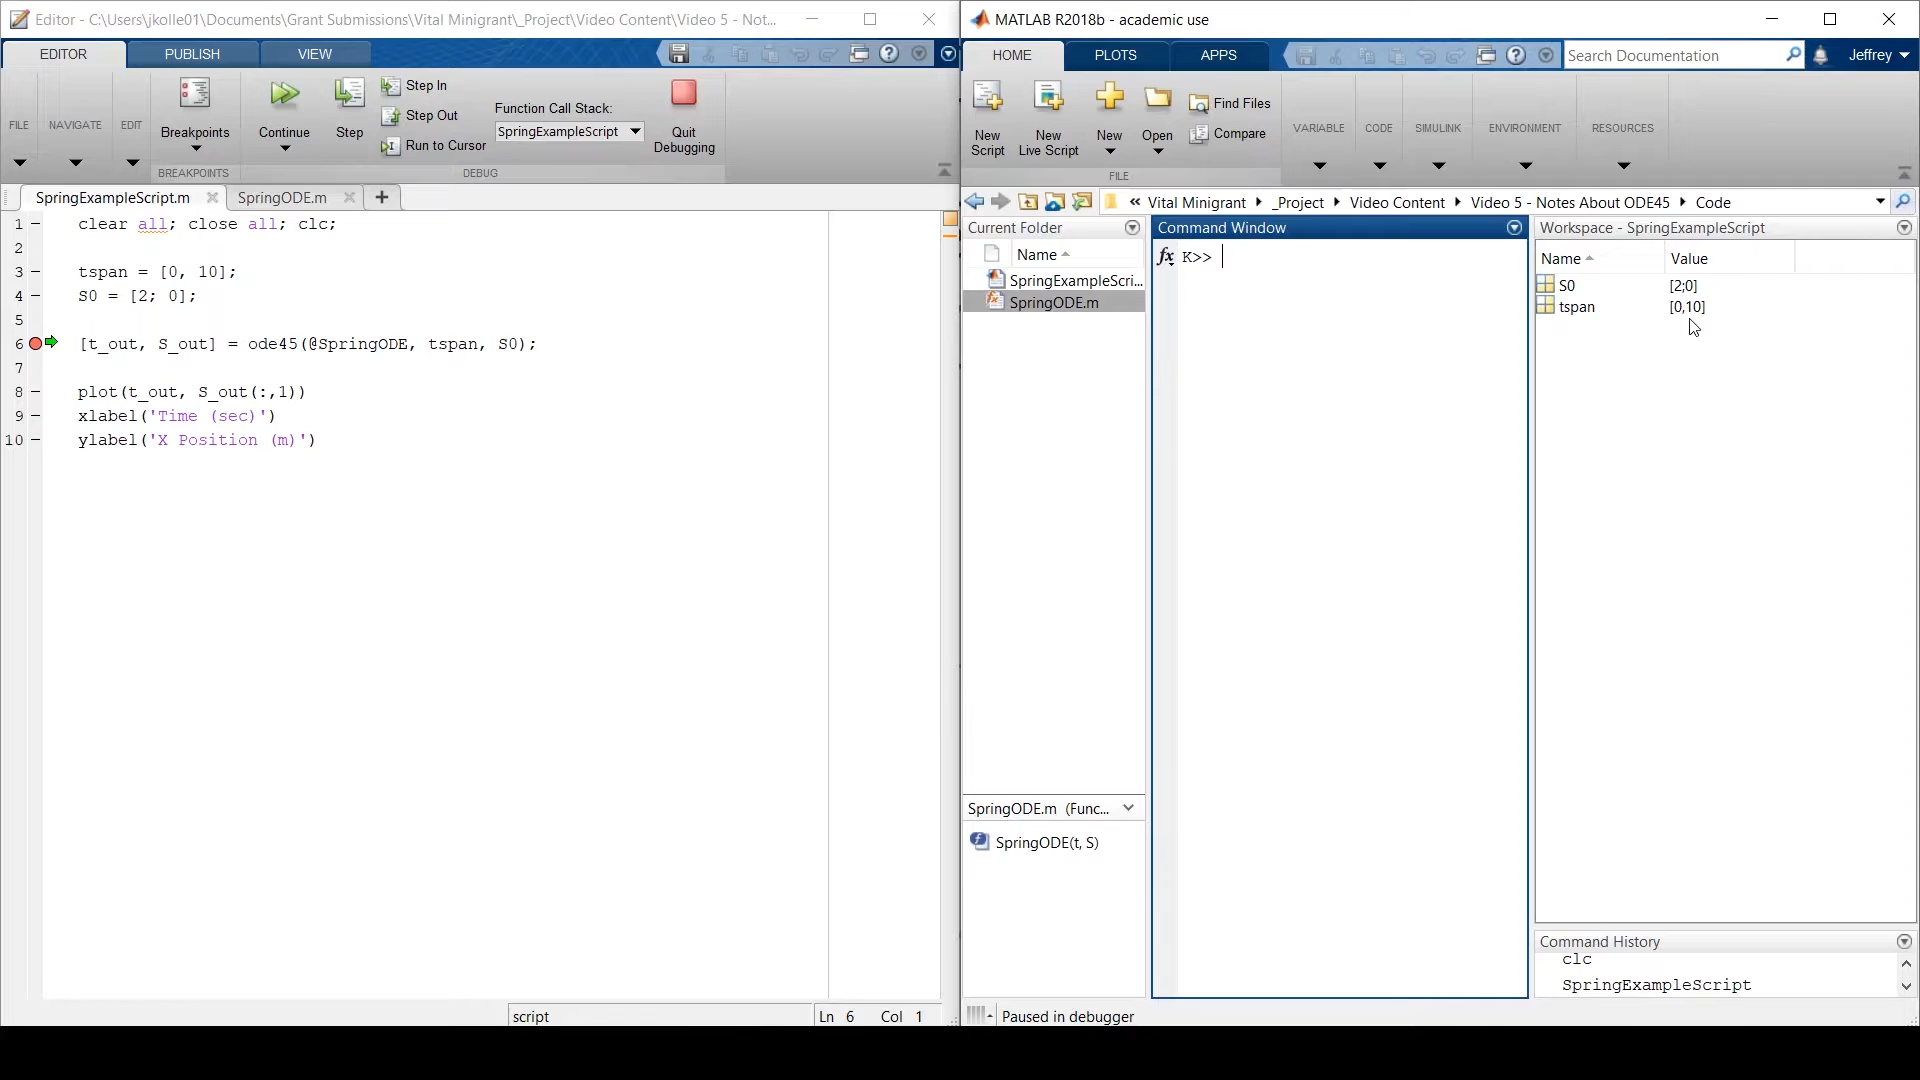 Editor - C:\Users\jkolle01\Documents\Grant Submissions\Vital Minigrant\_Project\Video Content\Video 5 - Not...
EDITOR PUBLISH VIEW
FILE NAVIGATE EDIT
Breakpoints
BREAKPOINTS
Continue
Step
Step In
Step Out
Run to Cursor
Function Call Stack:
SpringExampleScript
Quit
Debugging
DEBUG
SpringExampleScript.m SpringODE.m
1 clear all; close all; clc;
2
3 tspan = [0, 10];
4 S0 = [2; 0];
5
6 [t_out, S_out] = ode45(@SpringODE, tspan, S0);
7
8 plot(t_out, S_out(:,1))
9 xlabel('Time (sec)')
10 ylabel('X Position (m)')
script Ln 6 Col 1
MATLAB R2018b - academic use
HOME PLOTS APPS
Search Documentation
Jeffrey
New
Script
New
Live Script
New
Open
Find Files
Compare
FILE
VARIABLE CODE SIMULINK ENVIRONMENT RESOURCES
« Vital Minigrant _Project Video Content Video 5 - Notes About ODE45 Code
Current Folder
Name
SpringExampleScri...
SpringODE.m
SpringODE.m (Func...
SpringODE(t, S)
Command Window
fx K>>
Workspace - SpringExampleScript
Name Value
S0 [2;0]
tspan [0,10]
Command History
clc
SpringExampleScript
Paused in debugger